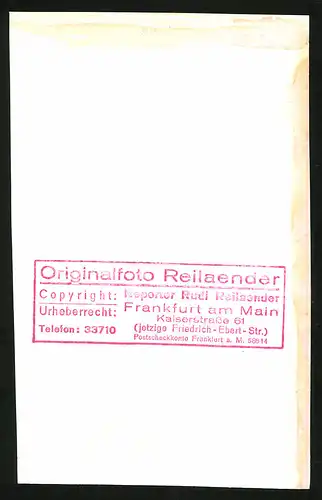 Originalfoto Reilaender
Copyright: Reporter Rudi Reilaender
Urheberrecht: Frankfurt am Main
Kaiserstraße 61
Telefon: 33710 (jetzige Friedrich-Ebert-Str.)
Postscheckkonto Frankfurt a. M. 58614